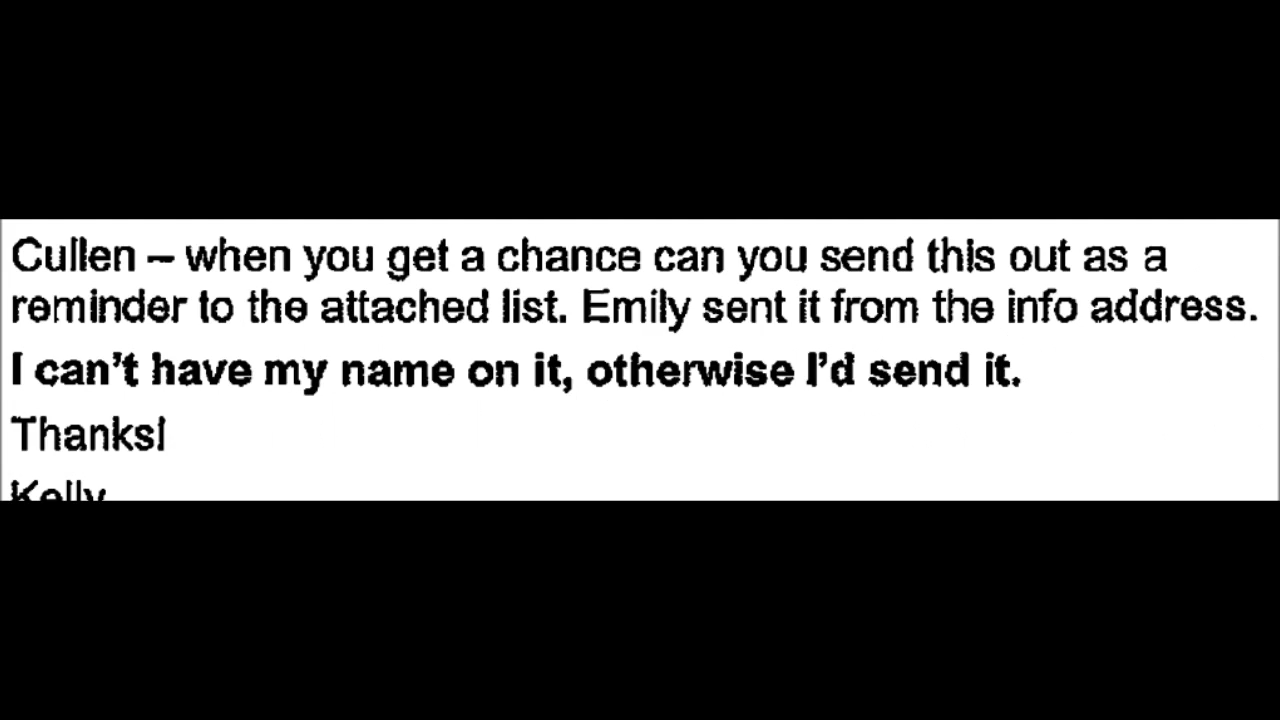 Cullen – when you get a chance can you send this out as a
reminder to the attached list. Emily sent it from the info address.
I can't have my name on it, otherwise I'd send it.
Thanks!
Kelly